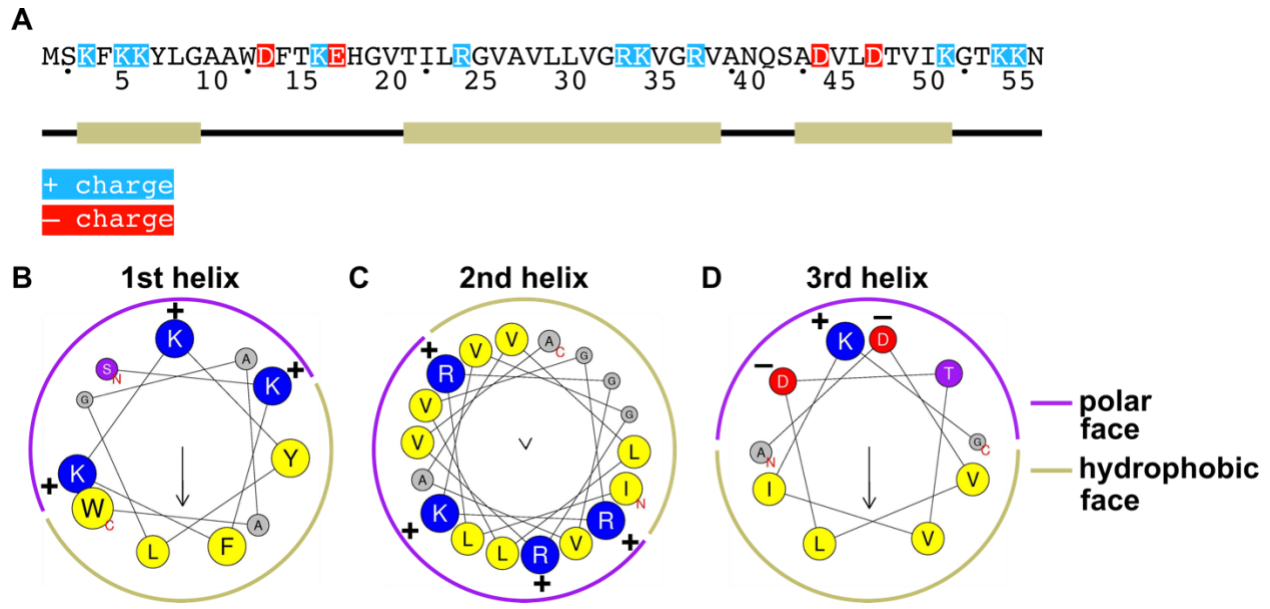 A
MSKFKKYLGAAWDFTKEHGVTILRGVAVLLVGRKVGRVANQSADVLDTVIKGTKKN
5 10 15 20 25 30 35 40 45 50 55
+ charge
– charge
B 1st helix
+
K
A
S N
K +
G
Y
K
+
W C
A
F
L
C 2nd helix
V
A C
V
G
+
R
G
V
G
V
L
A
I N
K
R
+
+
L
V
L
R
+
D 3rd helix
–
+
D
K
–
D
T
G C
A N
V
I
V
L
polar
face
hydrophobic
face